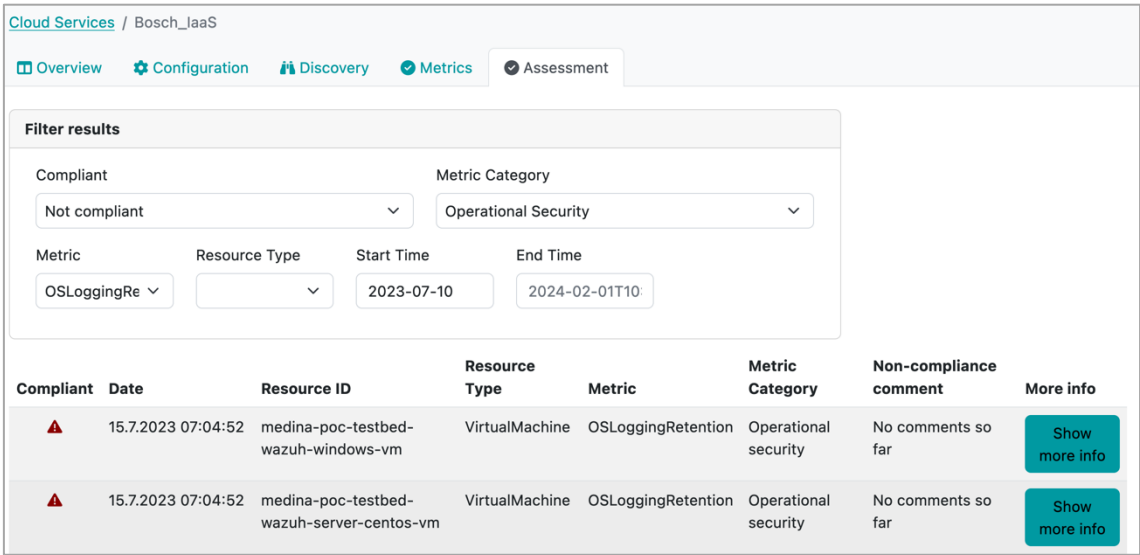 Cloud Services / Bosch_IaaS
Overview Configuration Discovery Metrics Assessment
Filter results
Compliant Metric Category
Not compliant Operational Security
Metric Resource Type Start Time End Time
OSLoggingRe 2023-07-10 2024-02-01T10:
Resource Metric Non-compliance
Compliant Date Resource ID Type Metric Category comment More info
15.7.2023 07:04:52 medina-poc-testbed- VirtualMachine OSLoggingRetention Operational No comments so Show
wazuh-windows-vm security far more info
15.7.2023 07:04:52 medina-poc-testbed- VirtualMachine OSLoggingRetention Operational No comments so Show
wazuh-server-centos-vm security far more info